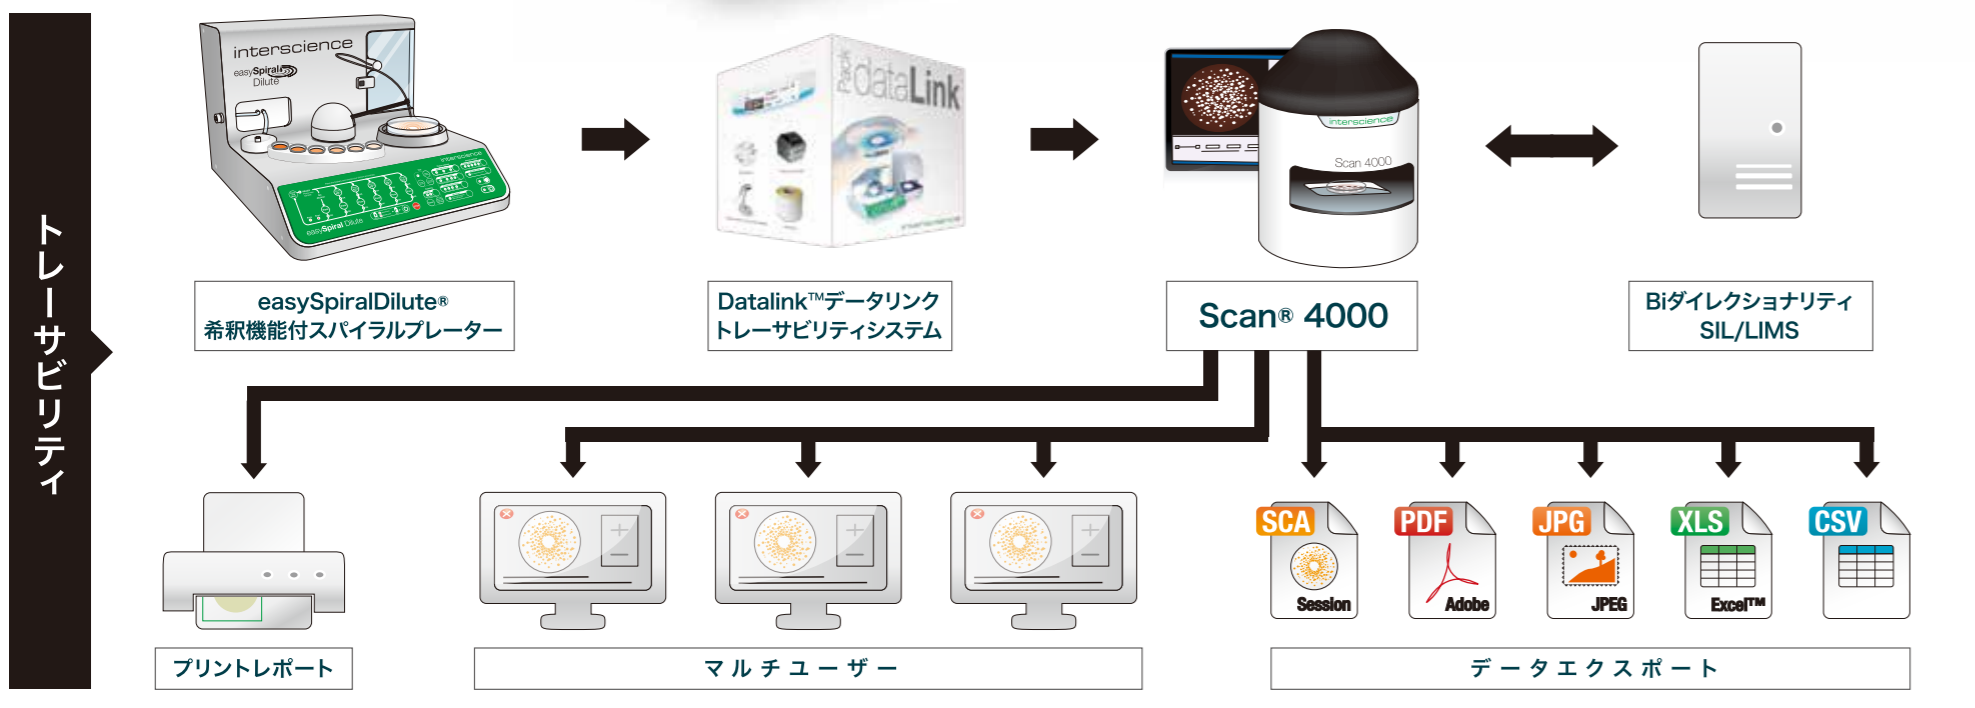 トレーサビリティ
interscience
easySpiral
Dilute
interscience
easySpiral Dilute
Pack
dataLink
interscience
interscience
Scan 4000
easySpiralDilute®
希釈機能付スパイラルプレーター
Datalink™データリンク
トレーサビリティシステム
Scan® 4000
Biダイレクショナリティ
SIL/LIMS
SCA
Session
PDF
Adobe
JPG
JPEG
XLS
Excel™
CSV
プリントレポート
マルチユーザー
データエクスポート